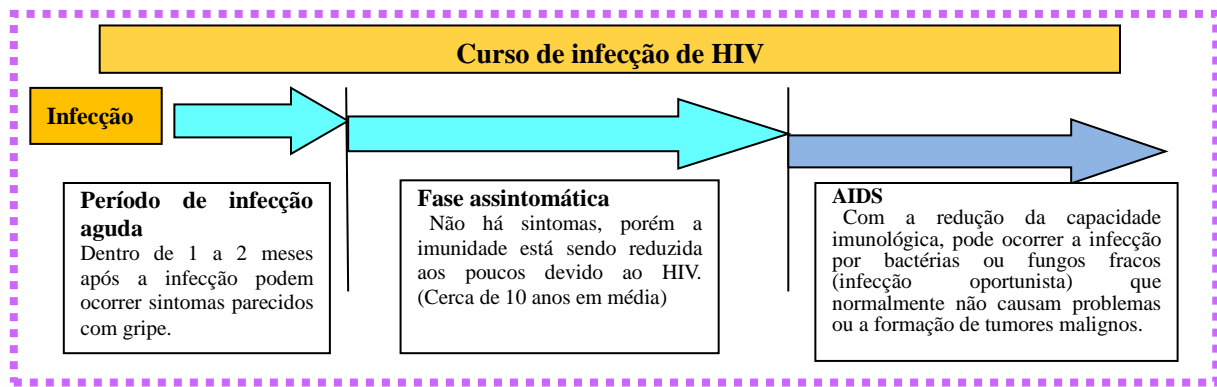 Curso de infecção de HIV
Infecção
Período de infecção
aguda
Dentro de 1 a 2 meses
após a infecção podem
ocorrer sintomas parecidos
com gripe.
Fase assintomática
Não há sintomas, porém a
imunidade está sendo reduzida
aos poucos devido ao HIV.
(Cerca de 10 anos em média)
AIDS
Com a redução da capacidade
imunológica, pode ocorrer a infecção
por bactérias ou fungos fracos
(infecção oportunista) que
normalmente não causam problemas
ou a formação de tumores malignos.